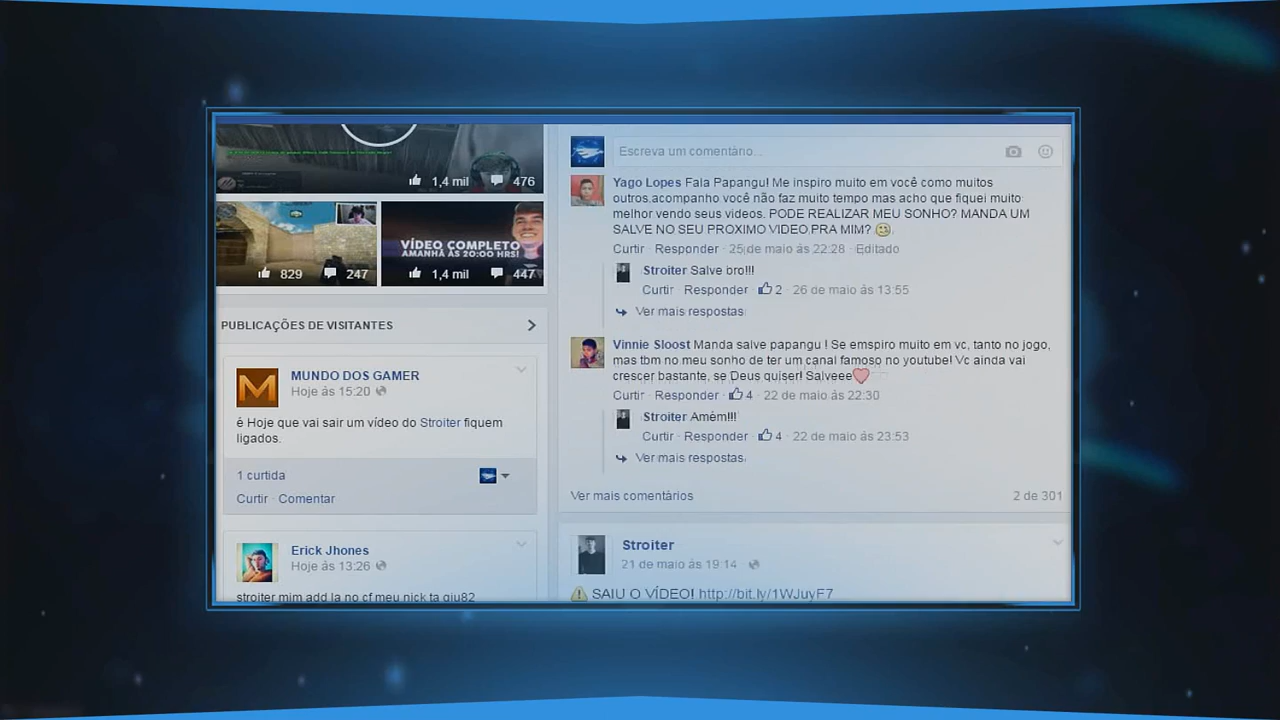 1,4 mil 476
829 247
VÍDEO COMPLETO
AMANHÃ ÀS 20:00 HRS!
1,4 mil 447
PUBLICAÇÕES DE VISITANTES
MUNDO DOS GAMER
Hoje às 15:20
é Hoje que vai sair um vídeo do Stroiter fiquem
ligados.
1 curtida
Curtir · Comentar
Erick Jhones
Hoje às 13:26
stroiter mim add la no cf meu nick ta giu82
Escreva um comentário...
Yago Lopes Fala Papangu! Me inspiro muito em você como muitos
outros.acompanho você não faz muito tempo mas acho que fiquei muito
melhor vendo seus videos. PODE REALIZAR MEU SONHO? MANDA UM
SALVE NO SEU PROXIMO VIDEO PRA MIM?
Curtir · Responder · 25 de maio às 22:28 · Editado
Stroiter Salve bro!!!
Curtir · Responder · 2 · 26 de maio às 13:55
Ver mais respostas
Vinnie Sloost Manda salve papangu ! Se emspiro muito em vc, tanto no jogo,
mas tbm no meu sonho de ter um canal famoso no youtube! Vc ainda vai
crescer bastante, se Deus quiser! Salveee
Curtir · Responder · 4 · 22 de maio às 22:30
Stroiter Amém!!!
Curtir · Responder · 4 · 22 de maio às 23:53
Ver mais respostas
Ver mais comentários 2 de 301
Stroiter
21 de maio às 19:14
SAIU O VÍDEO! http://bit.ly/1WJuyF7